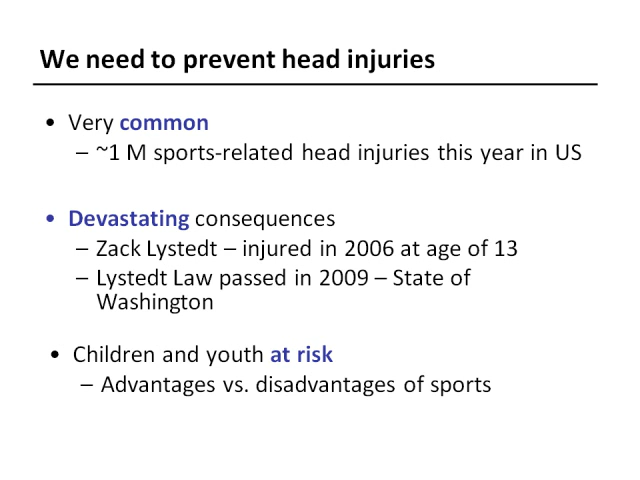 We need to prevent head injuries
• Very common
– ~1 M sports-related head injuries this year in US
• Devastating consequences
– Zack Lystedt – injured in 2006 at age of 13
– Lystedt Law passed in 2009 – State of
Washington
• Children and youth at risk
– Advantages vs. disadvantages of sports